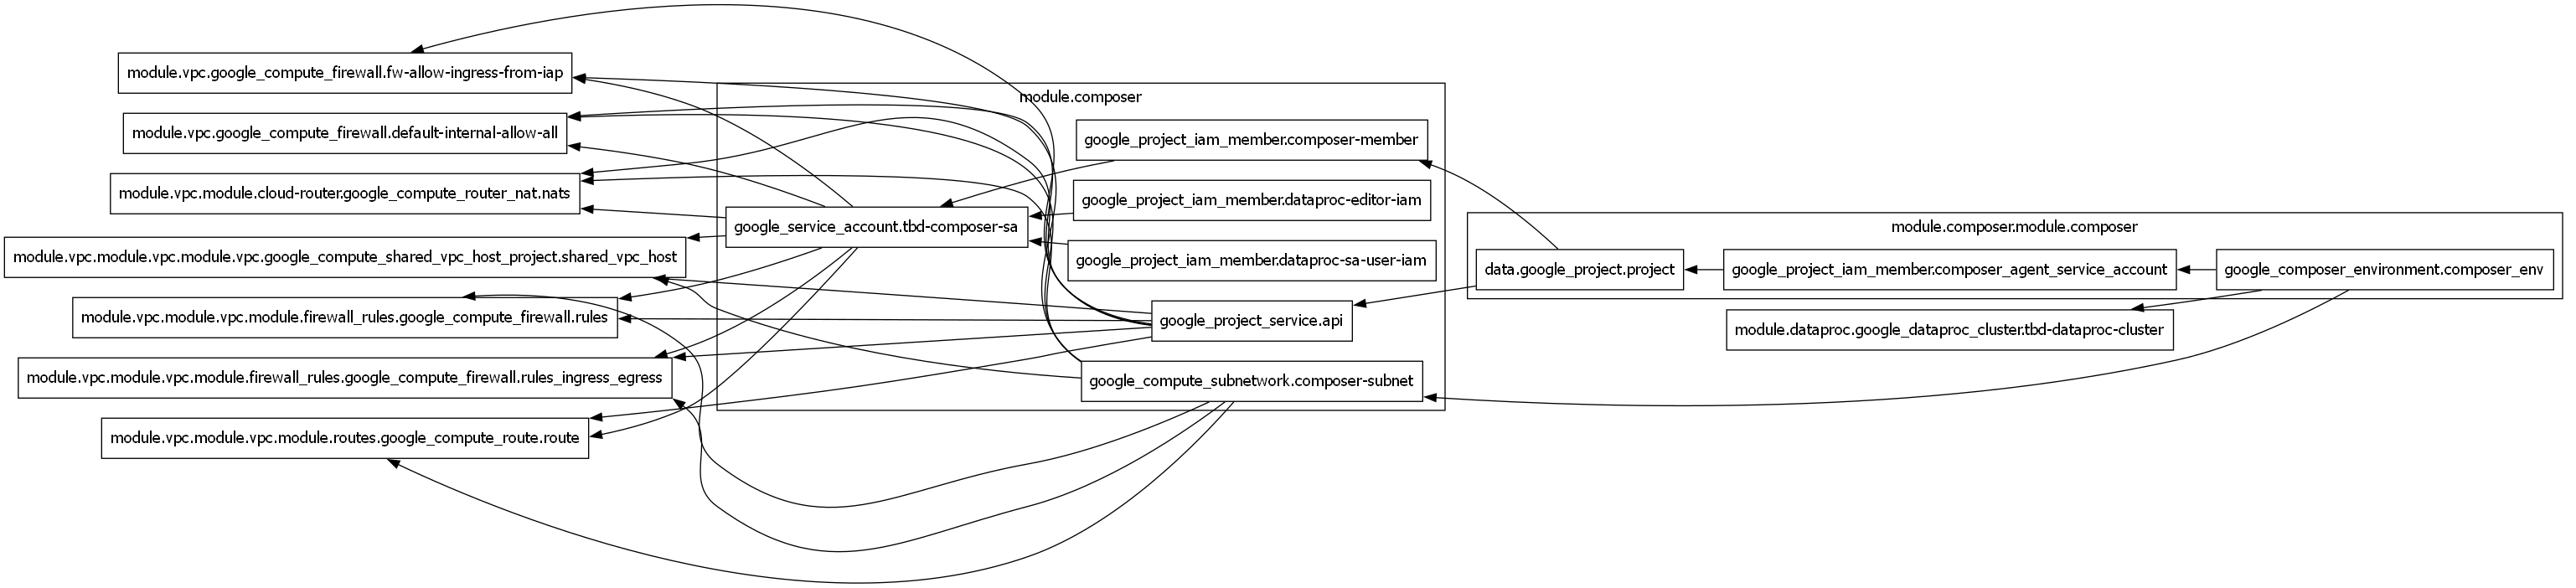 module.vpc.google_compute_firewall.fw-allow-ingress-from-iap
module.vpc.google_compute_firewall.default-internal-allow-all
module.vpc.module.cloud-router.google_compute_router_nat.nats
module.vpc.module.vpc.module.vpc.google_compute_shared_vpc_host_project.shared_vpc_host
module.vpc.module.vpc.module.firewall_rules.google_compute_firewall.rules
module.vpc.module.vpc.module.firewall_rules.google_compute_firewall.rules_ingress_egress
module.vpc.module.vpc.module.routes.google_compute_route.route
module.composer
google_project_iam_member.composer-member
google_project_iam_member.dataproc-editor-iam
google_service_account.tbd-composer-sa
google_project_iam_member.dataproc-sa-user-iam
google_project_service.api
google_compute_subnetwork.composer-subnet
module.composer.module.composer
data.google_project.project
google_project_iam_member.composer_agent_service_account
google_composer_environment.composer_env
module.dataproc.google_dataproc_cluster.tbd-dataproc-cluster